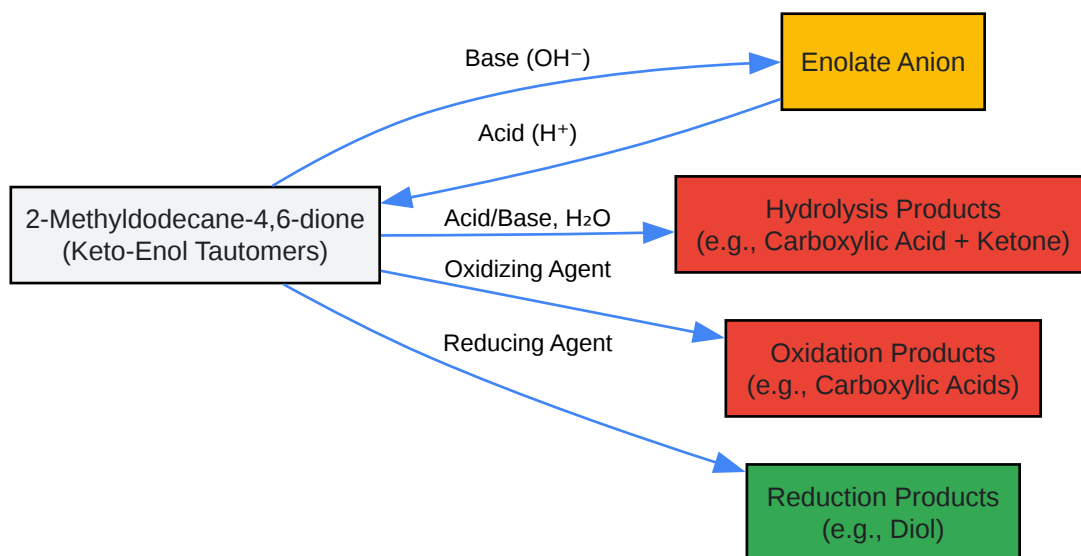 Base (OH⁻)
Enolate Anion
Acid (H⁺)
2-Methyldodecane-4,6-dione
(Keto-Enol Tautomers)
Acid/Base, H₂O
Hydrolysis Products
(e.g., Carboxylic Acid + Ketone)
Oxidizing Agent
Oxidation Products
(e.g., Carboxylic Acids)
Reducing Agent
Reduction Products
(e.g., Diol)